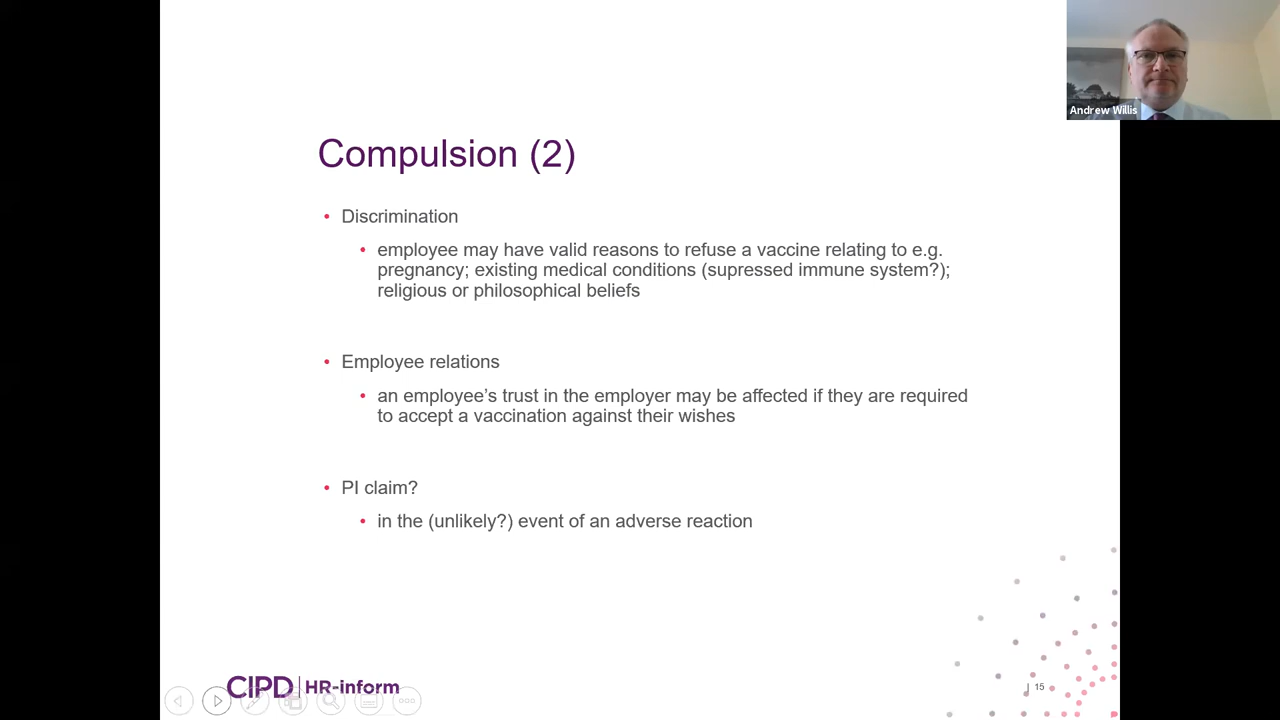 Andrew Willis
Compulsion (2)
• Discrimination
• employee may have valid reasons to refuse a vaccine relating to e.g.
pregnancy; existing medical conditions (supressed immune system?);
religious or philosophical beliefs
• Employee relations
• an employee’s trust in the employer may be affected if they are required
to accept a vaccination against their wishes
• PI claim?
• in the (unlikely?) event of an adverse reaction
CIPD | HR-inform
| 15